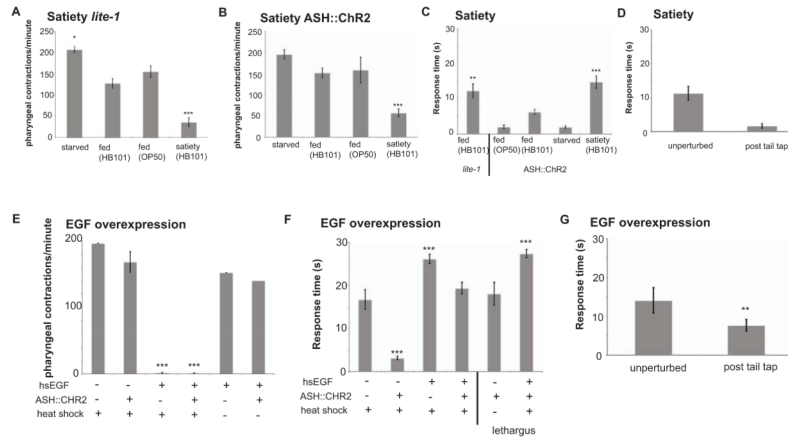 A
Satiety lite-1
pharyngeal contractions/minute
250
200
150
100
50
0
*
***
starved
fed (HB101)
fed (OP50)
satiety (HB101)
B
Satiety ASH::ChR2
pharyngeal contractions/minute
250
200
150
100
50
0
***
starved
fed (HB101)
fed (OP50)
satiety (HB101)
C
Satiety
Response time (s)
30
20
10
0
**
***
fed (HB101)
fed (OP50)
fed (HB101)
starved
satiety (HB101)
lite-1
ASH::ChR2
D
Satiety
Response time (s)
30
20
10
0
unperturbed
post tail tap
E
EGF overexpression
pharyngeal contractions/minute
200
150
100
50
0
*** ***
hsEGF - - + + + +
ASH::CHR2 - + - + - +
heat shock + + + + - -
F
EGF overexpression
Response time (s)
30
20
10
0
***
***
***
hsEGF - - + + - +
ASH::CHR2 - + - + + +
heat shock + + + + - +
lethargus
G
EGF overexpression
Response time (s)
30
20
10
0
**
unperturbed
post tail tap